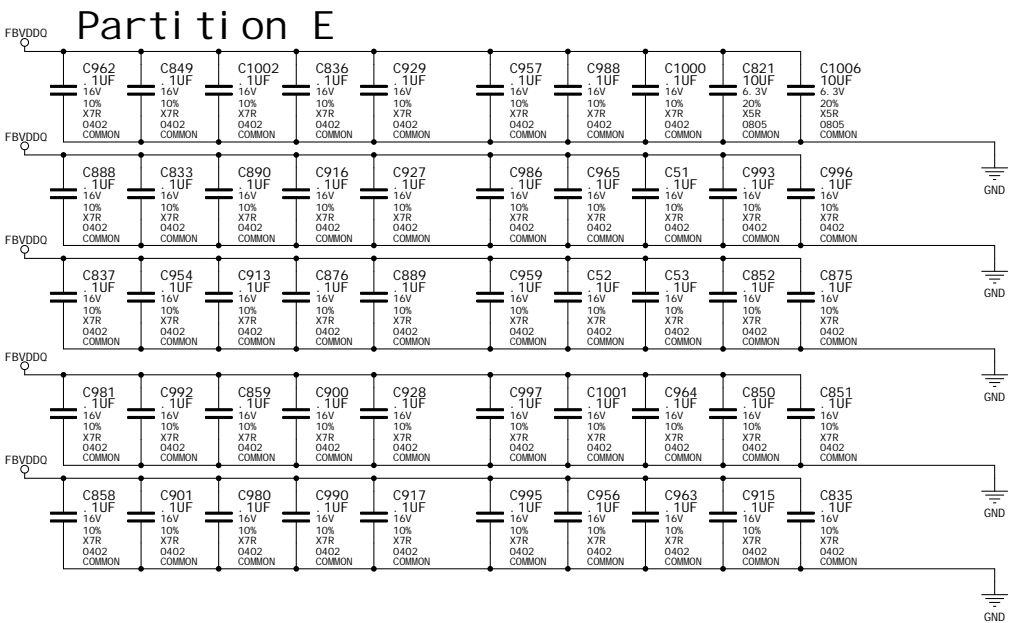 Partition E
FBVDDQ
C962 C849 C1002 C836 C929 C957 C988 C1000 C821 C1006
.1UF .1UF .1UF .1UF .1UF .1UF .1UF .1UF 10UF 10UF
16V 16V 16V 16V 16V 16V 16V 16V 6.3V 6.3V
10% 10% 10% 10% 10% 10% 10% 10% 20% 20%
X7R X7R X7R X7R X7R X7R X7R X7R X5R X5R
0402 0402 0402 0402 0402 0402 0402 0402 0805 0805
COMMON COMMON COMMON COMMON COMMON COMMON COMMON COMMON COMMON COMMON
FBVDDQ
GND
C888 C833 C890 C916 C927 C986 C965 C51 C993 C996
.1UF .1UF .1UF .1UF .1UF .1UF .1UF .1UF .1UF .1UF
16V 16V 16V 16V 16V 16V 16V 16V 16V 16V
10% 10% 10% 10% 10% 10% 10% 10% 10% 10%
X7R X7R X7R X7R X7R X7R X7R X7R X7R X7R
0402 0402 0402 0402 0402 0402 0402 0402 0402 0402
COMMON COMMON COMMON COMMON COMMON COMMON COMMON COMMON COMMON COMMON
FBVDDQ
GND
C837 C954 C913 C876 C889 C959 C52 C53 C852 C875
.1UF .1UF .1UF .1UF .1UF .1UF .1UF .1UF .1UF .1UF
16V 16V 16V 16V 16V 16V 16V 16V 16V 16V
10% 10% 10% 10% 10% 10% 10% 10% 10% 10%
X7R X7R X7R X7R X7R X7R X7R X7R X7R X7R
0402 0402 0402 0402 0402 0402 0402 0402 0402 0402
COMMON COMMON COMMON COMMON COMMON COMMON COMMON COMMON COMMON COMMON
FBVDDQ
GND
C981 C992 C859 C900 C928 C997 C1001 C964 C850 C851
.1UF .1UF .1UF .1UF .1UF .1UF .1UF .1UF .1UF .1UF
16V 16V 16V 16V 16V 16V 16V 16V 16V 16V
10% 10% 10% 10% 10% 10% 10% 10% 10% 10%
X7R X7R X7R X7R X7R X7R X7R X7R X7R X7R
0402 0402 0402 0402 0402 0402 0402 0402 0402 0402
COMMON COMMON COMMON COMMON COMMON COMMON COMMON COMMON COMMON COMMON
FBVDDQ
GND
C858 C901 C980 C990 C917 C995 C956 C963 C915 C835
.1UF .1UF .1UF .1UF .1UF .1UF .1UF .1UF .1UF .1UF
16V 16V 16V 16V 16V 16V 16V 16V 16V 16V
10% 10% 10% 10% 10% 10% 10% 10% 10% 10%
X7R X7R X7R X7R X7R X7R X7R X7R X7R X7R
0402 0402 0402 0402 0402 0402 0402 0402 0402 0402
COMMON COMMON COMMON COMMON COMMON COMMON COMMON COMMON COMMON COMMON
GND